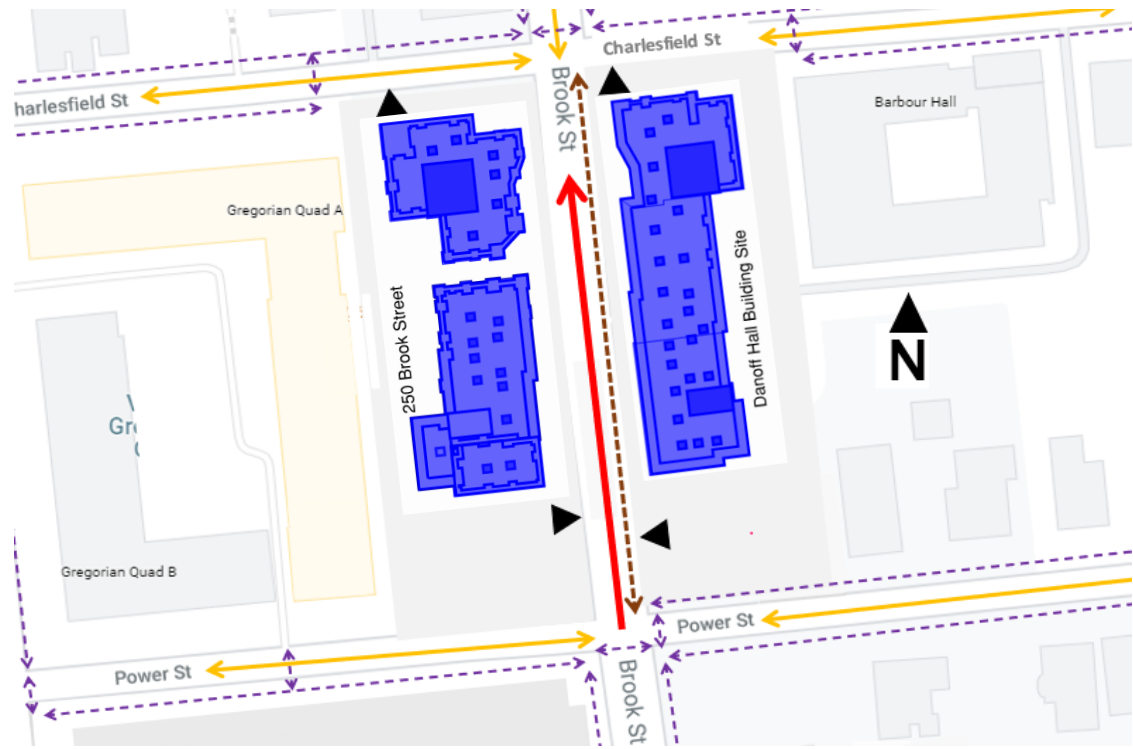 Charlesfield St
harlesfield St
Brook St
Barbour Hall
Gregorian Quad A
250 Brook Street
Danoff Hall Building Site
N
Gregorian Quad B
Power St
Power St
Brook St